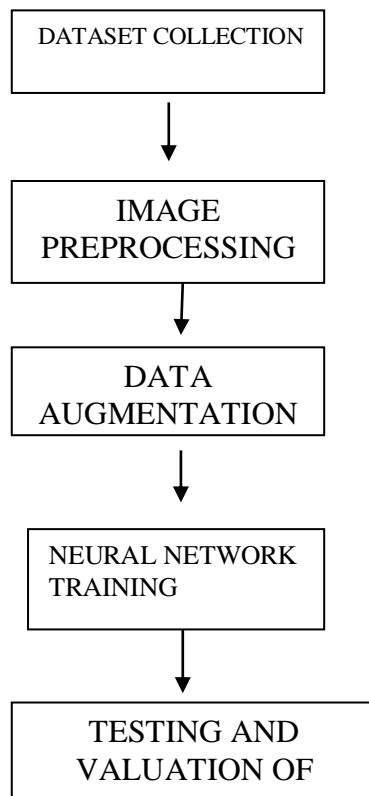 DATASET COLLECTION
IMAGE
PREPROCESSING
DATA
AUGMENTATION
NEURAL NETWORK
TRAINING
TESTING AND
VALUATION OF